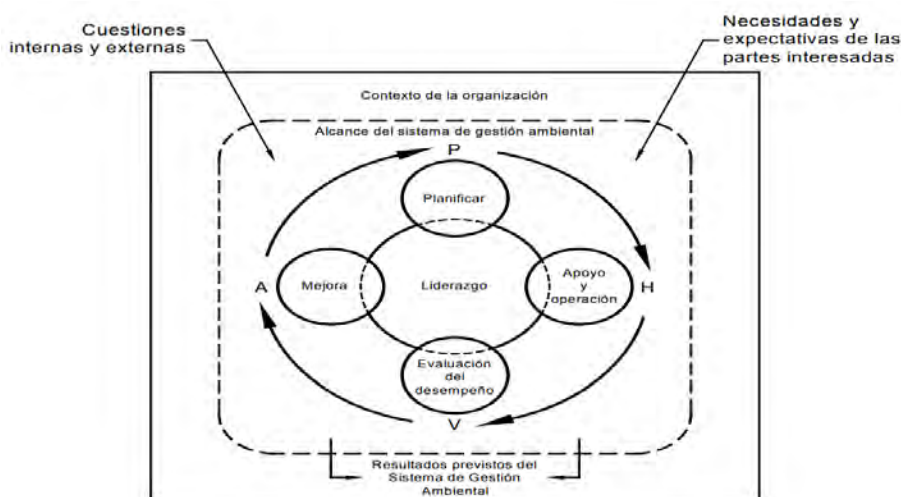 Cuestiones
internas y externas
Necesidades y
expectativas de las
partes interesadas
Contexto de la organización
Alcance del sistema de gestión ambiental
P
Planificar
A
Mejora
Liderazgo
Apoyo
y
operación
H
Evaluación
del
desempeño
V
Resultados previstos del
Sistema de Gestión
Ambiental